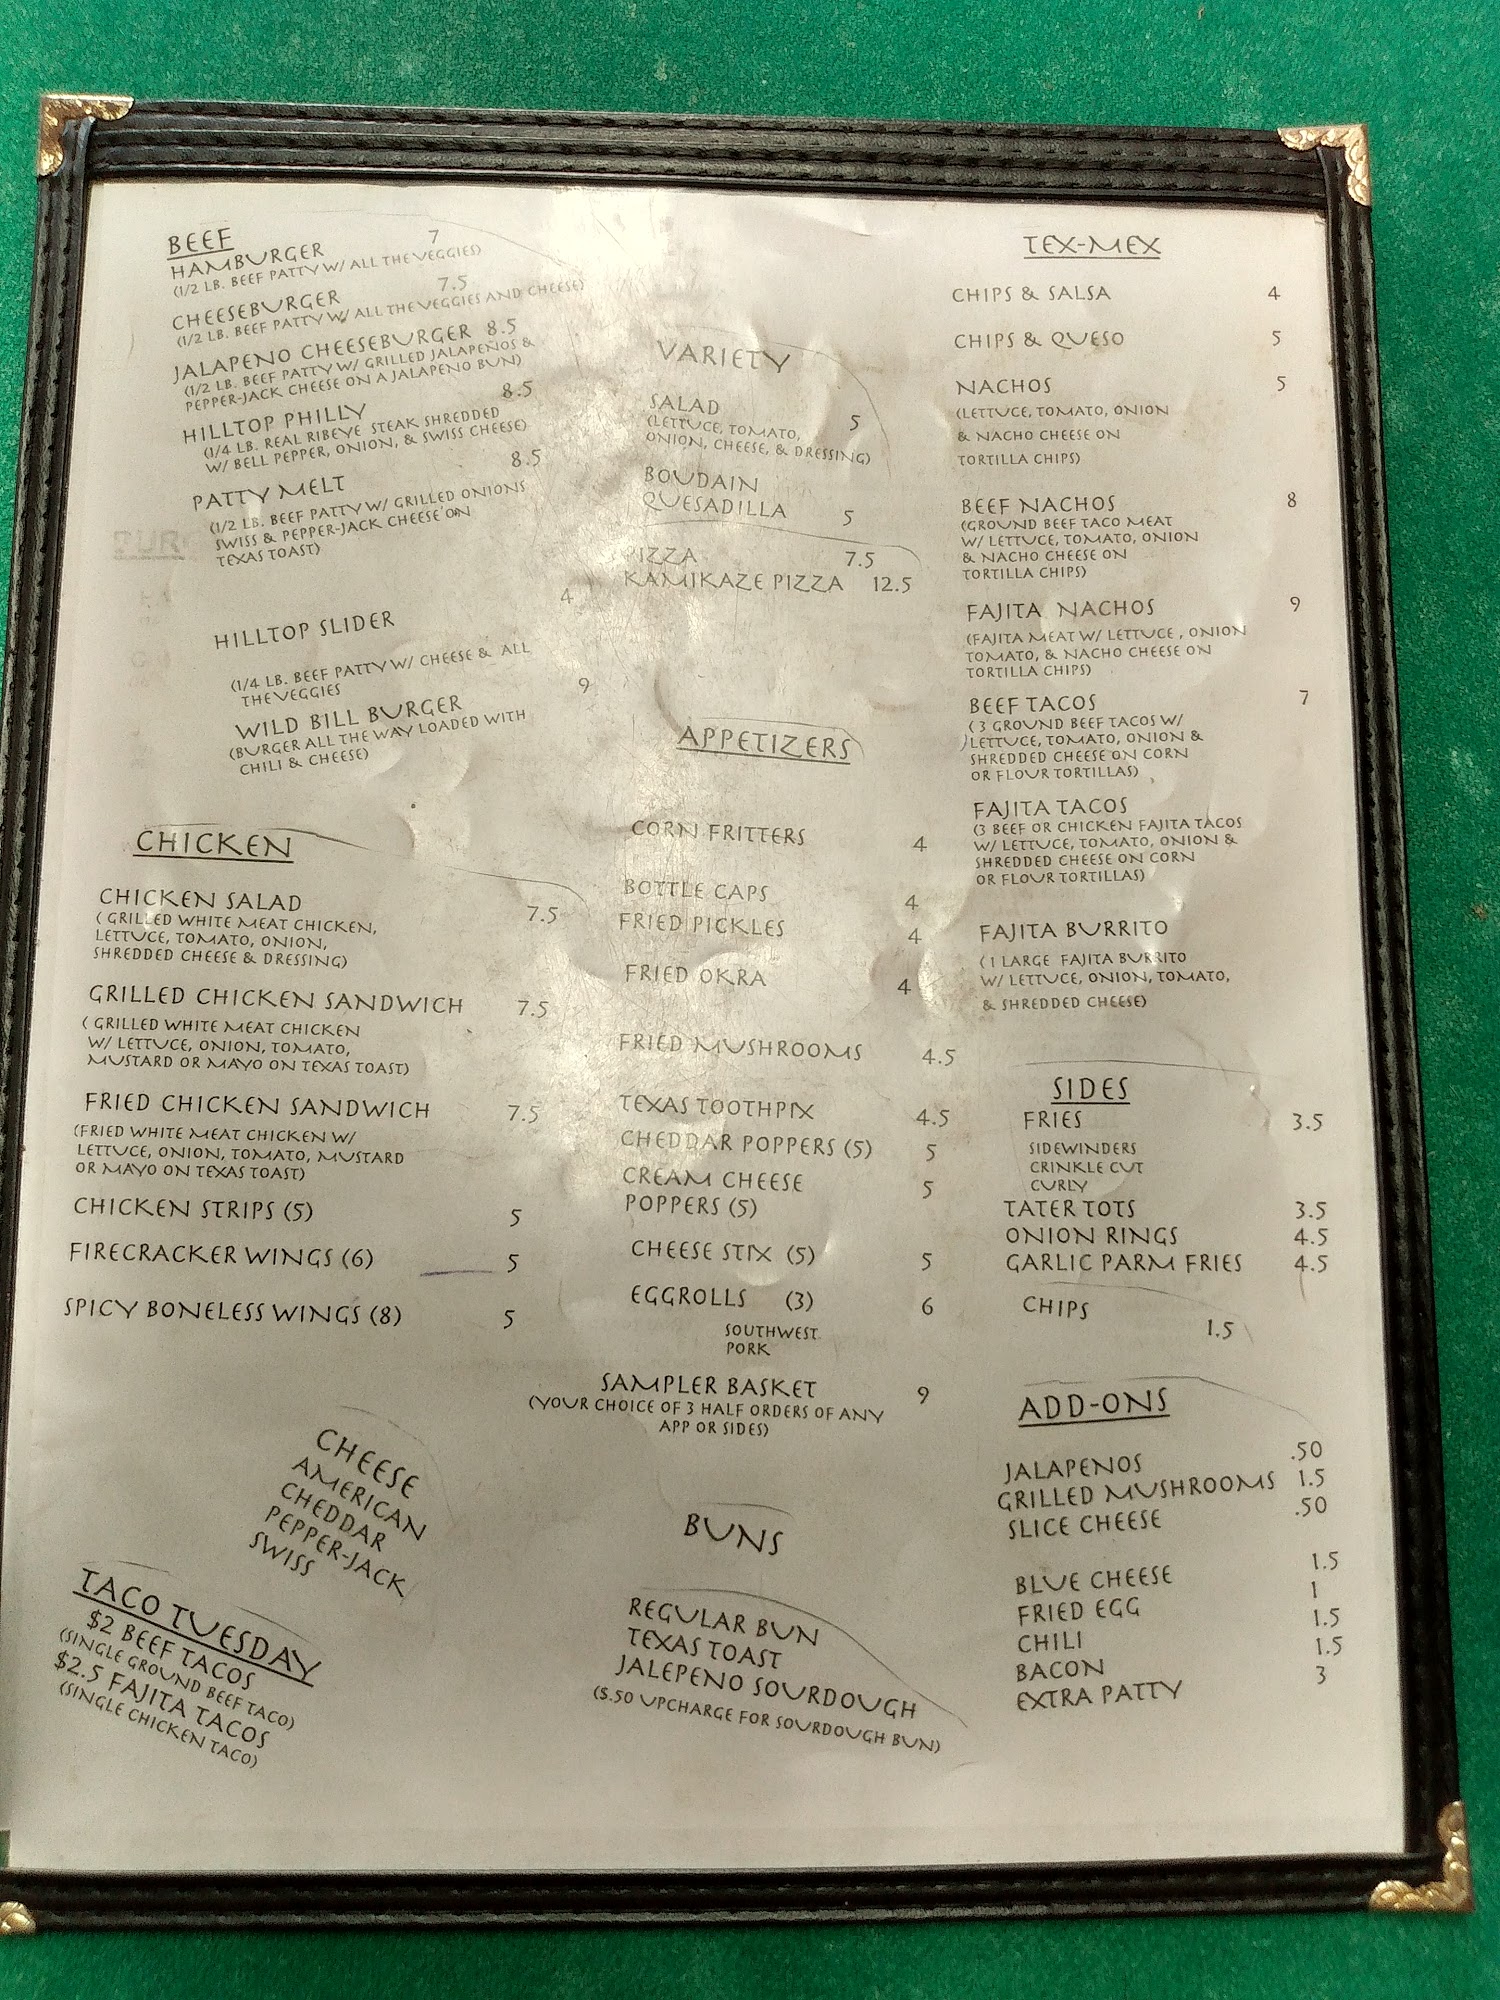 BEEF
HAMBURGER 7
(1/2 LB. BEEF PATTY W/ ALL THE VEGGIES)
CHEESEBURGER 7.5
(1/2 LB. BEEF PATTY W/ ALL THE VEGGIES AND CHEESE)
JALAPENO CHEESEBURGER 8.5
(1/2 LB. BEEF PATTY W/ GRILLED JALAPENOS &
PEPPER-JACK CHEESE ON A JALAPENO BUN)
HILLTOP PHILLY 8.5
(1/4 LB. REAL RIBEYE STEAK SHREDDED
W/ BELL PEPPER, ONION, & SWISS CHEESE)
PATTY MELT 8.5
(1/2 LB. BEEF PATTY W/ GRILLED ONIONS
SWISS & PEPPER-JACK CHEESE ON
TEXAS TOAST)
HILLTOP SLIDER 4
(1/4 LB. BEEF PATTY W/ CHEESE & ALL
THE VEGGIES
WILD BILL BURGER 9
(BURGER ALL THE WAY LOADED WITH
CHILI & CHEESE)
CHICKEN
CHICKEN SALAD 7.5
( GRILLED WHITE MEAT CHICKEN,
LETTUCE, TOMATO, ONION,
SHREDDED CHEESE & DRESSING)
GRILLED CHICKEN SANDWICH 7.5
( GRILLED WHITE MEAT CHICKEN
W/ LETTUCE, ONION, TOMATO,
MUSTARD OR MAYO ON TEXAS TOAST)
FRIED CHICKEN SANDWICH 7.5
(FRIED WHITE MEAT CHICKEN W/
LETTUCE, ONION, TOMATO, MUSTARD
OR MAYO ON TEXAS TOAST)
CHICKEN STRIPS (5) 5
FIRECRACKER WINGS (6) 5
SPICY BONELESS WINGS (8) 5
CHEESE
AMERICAN
CHEDDAR
PEPPER-JACK
SWISS
TACO TUESDAY
$2 BEEF TACOS
(SINGLE GROUND BEEF TACO)
$2.5 FAJITA TACOS
(SINGLE CHICKEN TACO)
VARIETY
SALAD 5
(LETTUCE, TOMATO,
ONION, CHEESE, & DRESSING)
BOUDAIN
QUESADILLA 5
PIZZA 7.5
KAMIKAZE PIZZA 12.5
APPETIZERS
CORN FRITTERS 4
BOTTLE CAPS 4
FRIED PICKLES 4
FRIED OKRA 4
FRIED MUSHROOMS 4.5
TEXAS TOOTHPIX 4.5
CHEDDAR POPPERS (5) 5
CREAM CHEESE 5
POPPERS (5)
CHEESE STIX (5) 5
EGGROLLS (3) 6
SOUTHWEST
PORK
SAMPLER BASKET 9
(YOUR CHOICE OF 3 HALF ORDERS OF ANY
APP OR SIDES)
BUNS
REGULAR BUN
TEXAS TOAST
JALEPENO SOURDOUGH
($.50 UPCHARGE FOR SOURDOUGH BUN)
TEX-MEX
CHIPS & SALSA 4
CHIPS & QUESO 5
NACHOS 5
(LETTUCE, TOMATO, ONION
& NACHO CHEESE ON
TORTILLA CHIPS)
BEEF NACHOS 8
(GROUND BEEF TACO MEAT
W/ LETTUCE, TOMATO, ONION
& NACHO CHEESE ON
TORTILLA CHIPS)
FAJITA NACHOS 9
(FAJITA MEAT W/ LETTUCE , ONION
TOMATO, & NACHO CHEESE ON
TORTILLA CHIPS)
BEEF TACOS 7
( 3 GROUND BEEF TACOS W/
LETTUCE, TOMATO, ONION &
SHREDDED CHEESE ON CORN
OR FLOUR TORTILLAS)
FAJITA TACOS
(3 BEEF OR CHICKEN FAJITA TACOS
W/ LETTUCE, TOMATO, ONION &
SHREDDED CHEESE ON CORN
OR FLOUR TORTILLAS)
FAJITA BURRITO
( 1 LARGE FAJITA BURRITO
W/ LETTUCE, ONION, TOMATO,
& SHREDDED CHEESE)
SIDES
FRIES 3.5
SIDEWINDERS
CRINKLE CUT
CURLY
TATER TOTS 3.5
ONION RINGS 4.5
GARLIC PARM FRIES 4.5
CHIPS 1.5
ADD-ONS
JALAPENOS .50
GRILLED MUSHROOMS 1.5
SLICE CHEESE .50
BLUE CHEESE 1.5
FRIED EGG 1
CHILI 1.5
BACON 1.5
EXTRA PATTY 3